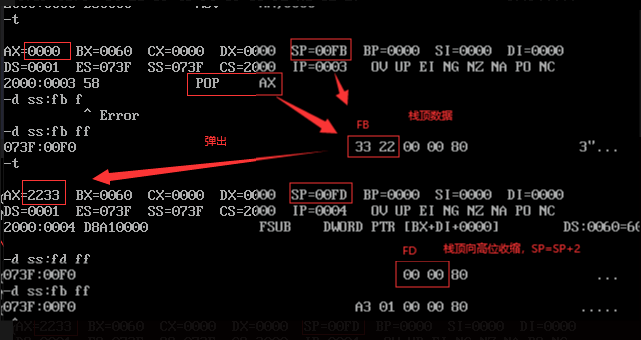 -t
AX=0000 BX=0060 CX=0000 DX=0000 SP=00FB BP=0000 SI=0000 DI=0000
DS=0001 ES=073F SS=073F CS=2000 IP=0003 OV UP EI NG NZ NA PO NC
2000:0003 58 POP AX
-d ss:fb f
^ Error
-d ss:fb ff
FB 栈顶数据
弹出
073F:00F0 33 22 00 00 80 3"...
-t
AX=2233 BX=0060 CX=0000 DX=0000 SP=00FD BP=0000 SI=0000 DI=0000
DS=0001 ES=073F SS=073F CS=2000 IP=0004 OV UP EI NG NZ NA PO NC
2000:0004 D8A10000 FSUB DWORD PTR [BX+DI+0000] DS:0060=60
FD 栈顶向高位收缩，SP=SP+2
-d ss:fd ff
073F:00F0 00 00 80 ...
-d ss:fb ff
073F:00F0 A3 01 00 00 80 .....
AX=2233 BX=0060 CX=0000 DX=0000 SP=00FD BP=0000 SI=0000 DI=0000